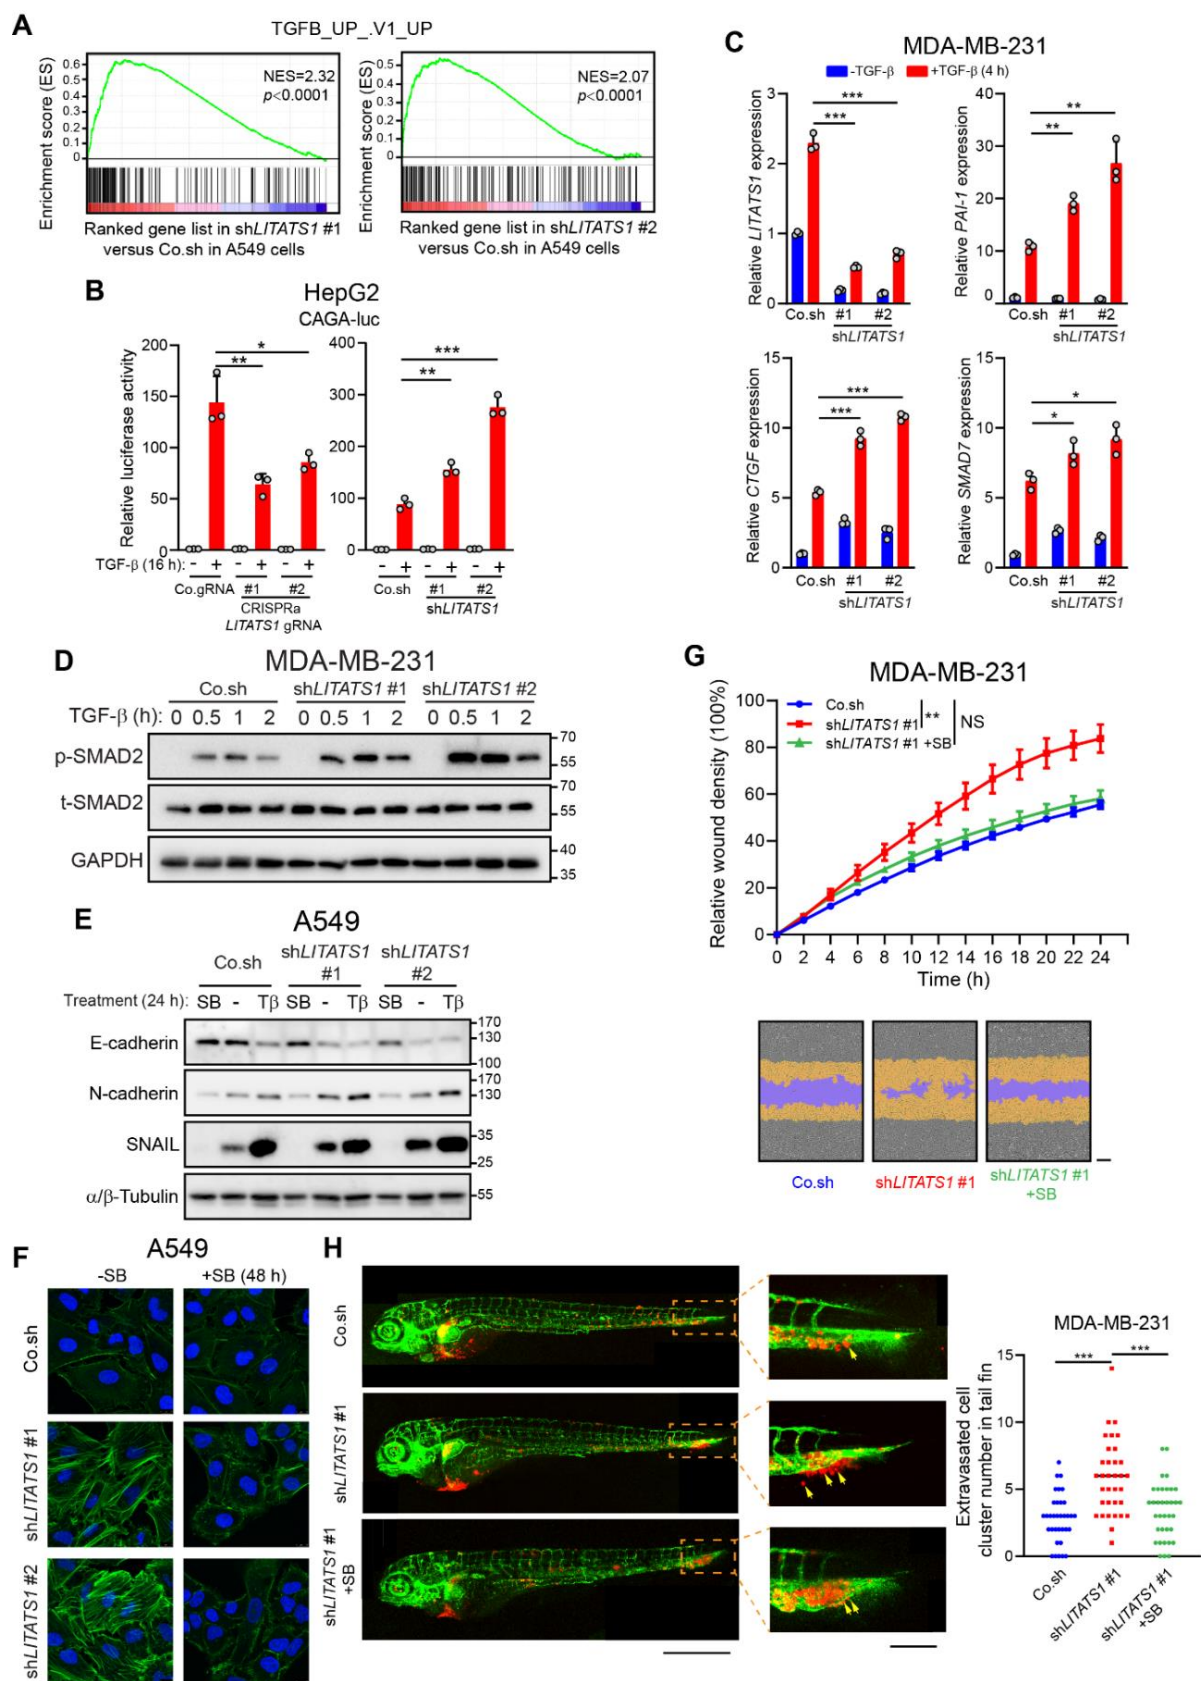 A
TGFB_UP_.V1_UP
Enrichment score (ES)
0.6
0.5
0.4
0.3
0.2
0.1
0
NES=2.32
p<0.0001
Ranked gene list in shLITATS1 #1
versus Co.sh in A549 cells
Enrichment score (ES)
0.5
0.4
0.3
0.2
0.1
0
NES=2.07
p<0.0001
Ranked gene list in shLITATS1 #2
versus Co.sh in A549 cells
B
HepG2
CAGA-luc
Relative luciferase activity
200
150
100
50
0
**
*
400
300
200
100
0
**
***
TGF-β (16 h): - + - + - +
- + - + - +
Co.gRNA #1 #2
CRISPRa
LITATS1 gRNA
Co.sh #1 #2
shLITATS1
C
MDA-MB-231
-TGF-β +TGF-β (4 h)
Relative LITATS1 expression
3
2
1
0
***
***
Co.sh #1 #2
shLITATS1
Relative PAI-1 expression
40
30
20
10
0
**
**
Co.sh #1 #2
shLITATS1
Relative CTGF expression
15
10
5
0
***
***
Co.sh #1 #2
shLITATS1
Relative SMAD7 expression
15
10
5
0
*
*
Co.sh #1 #2
shLITATS1
D
MDA-MB-231
Co.sh shLITATS1 #1 shLITATS1 #2
TGF-β (h): 0 0.5 1 2 0 0.5 1 2 0 0.5 1 2
p-SMAD2
70
55
t-SMAD2
70
55
GAPDH
40
35
E
A549
Co.sh shLITATS1 #1 shLITATS1 #2
Treatment (24 h): SB - Tβ SB - Tβ SB - Tβ
E-cadherin
170
130
100
N-cadherin
170
130
SNAIL
35
25
α/β-Tubulin
55
F
A549
-SB +SB (48 h)
Co.sh
shLITATS1 #1
shLITATS1 #2
G
MDA-MB-231
Relative wound density (100%)
100
80
60
40
20
0
Co.sh
shLITATS1 #1
shLITATS1 #1 +SB
** NS
0 2 4 6 8 10 12 14 16 18 20 22 24
Time (h)
Co.sh
shLITATS1 #1
shLITATS1 #1
+SB
H
Co.sh
shLITATS1 #1
shLITATS1 #1
+SB
MDA-MB-231
*** ***
Extravasated cell
cluster number in tail fin
15
10
5
0
Co.sh
shLITATS1 #1
shLITATS1 #1
+SB